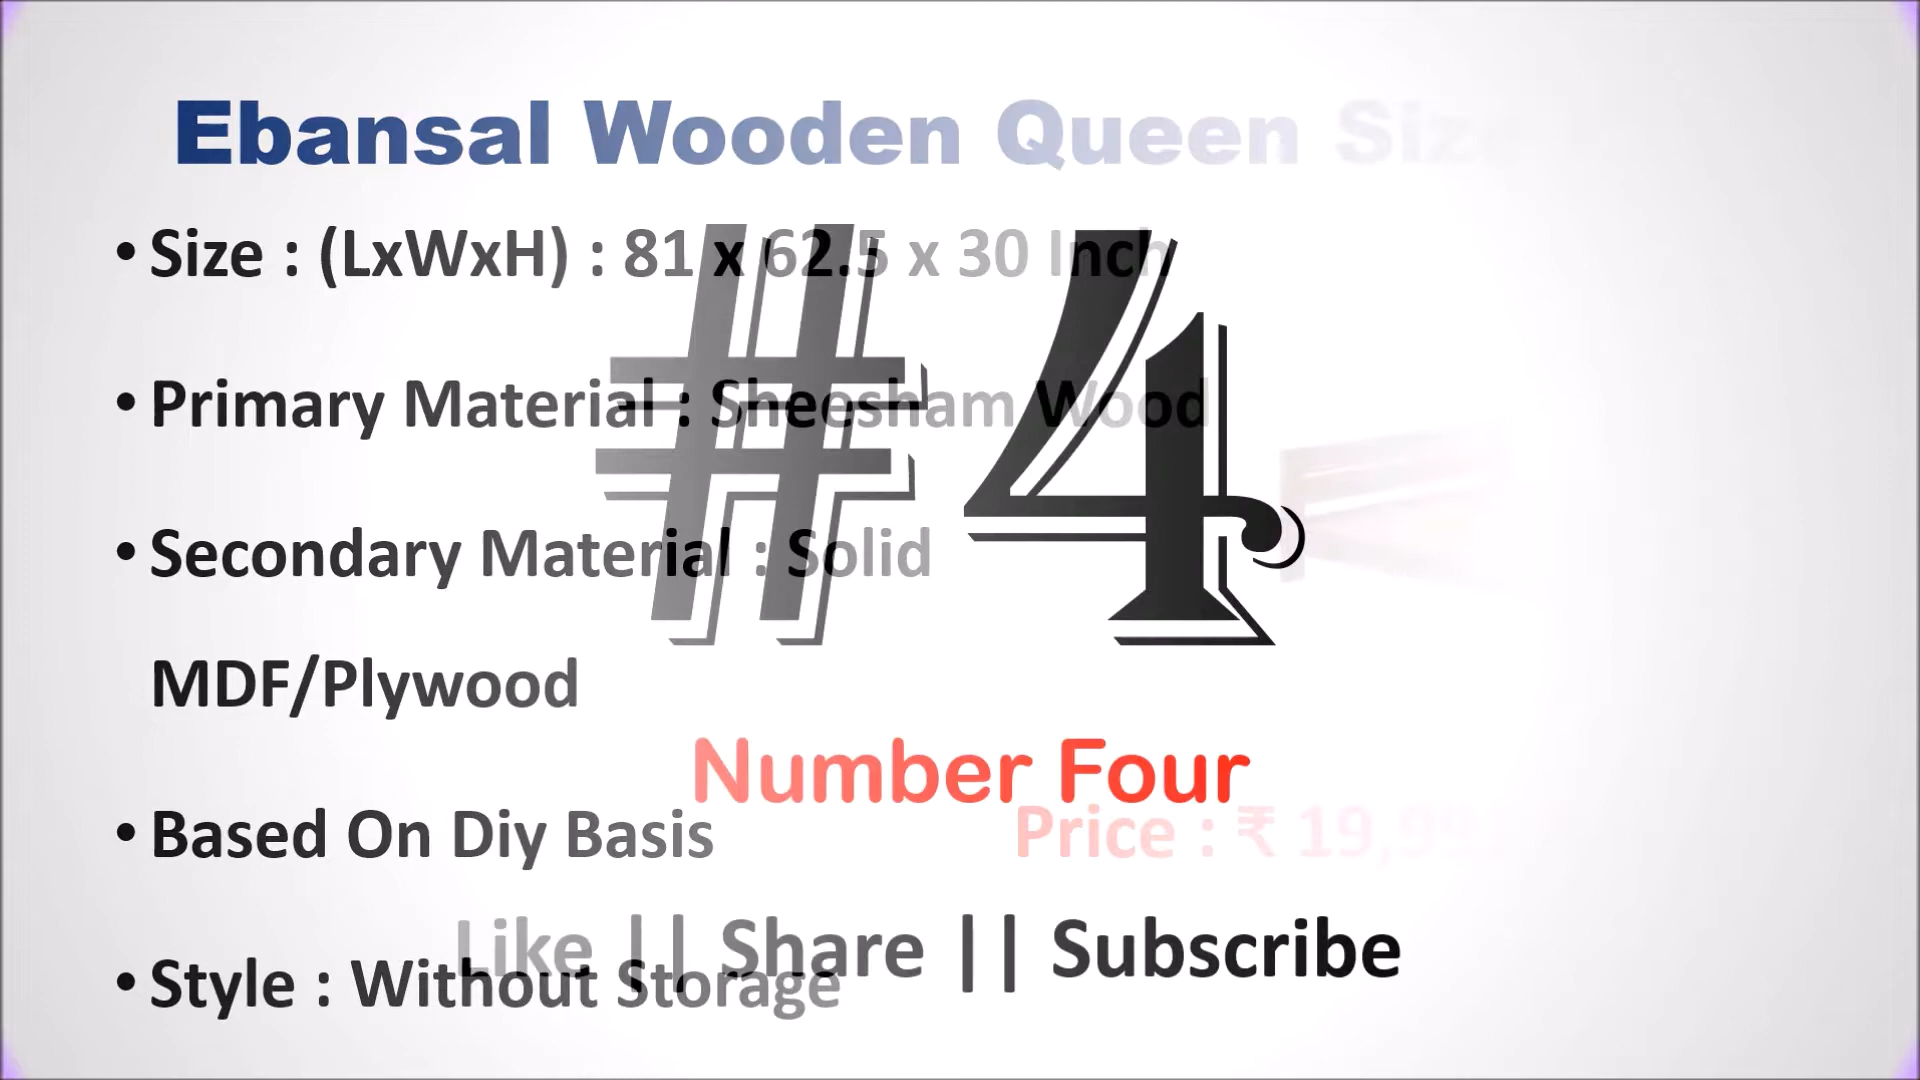 Ebansal Wooden Queen Size
• Size : (LxWxH) : 81 x 62.5 x 30 Inch
#4
• Primary Material : Sheesham Wood
• Secondary Material : Solid
MDF/Plywood
Number Four
• Based On Diy Basis
Price : ₹
Like || Share || Subscribe
• Style : Without Storage